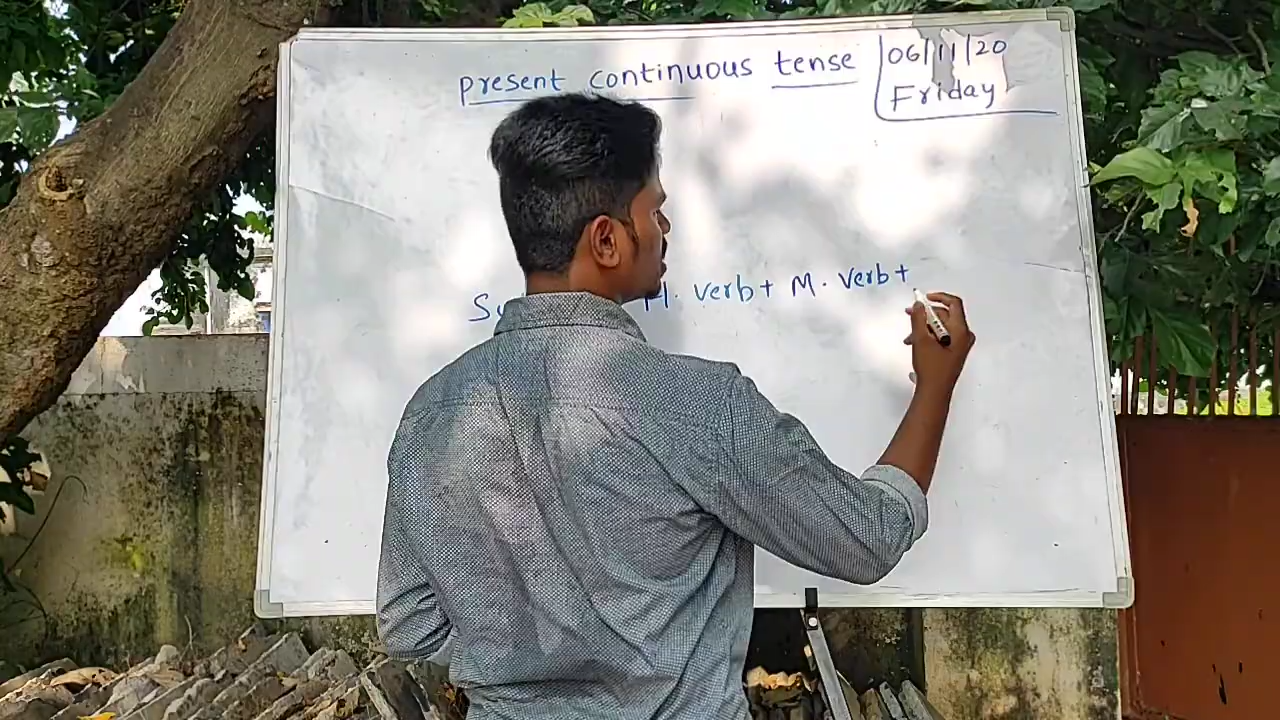 present continuous tense
06/11/20
Friday
H. verb + M. Verb +